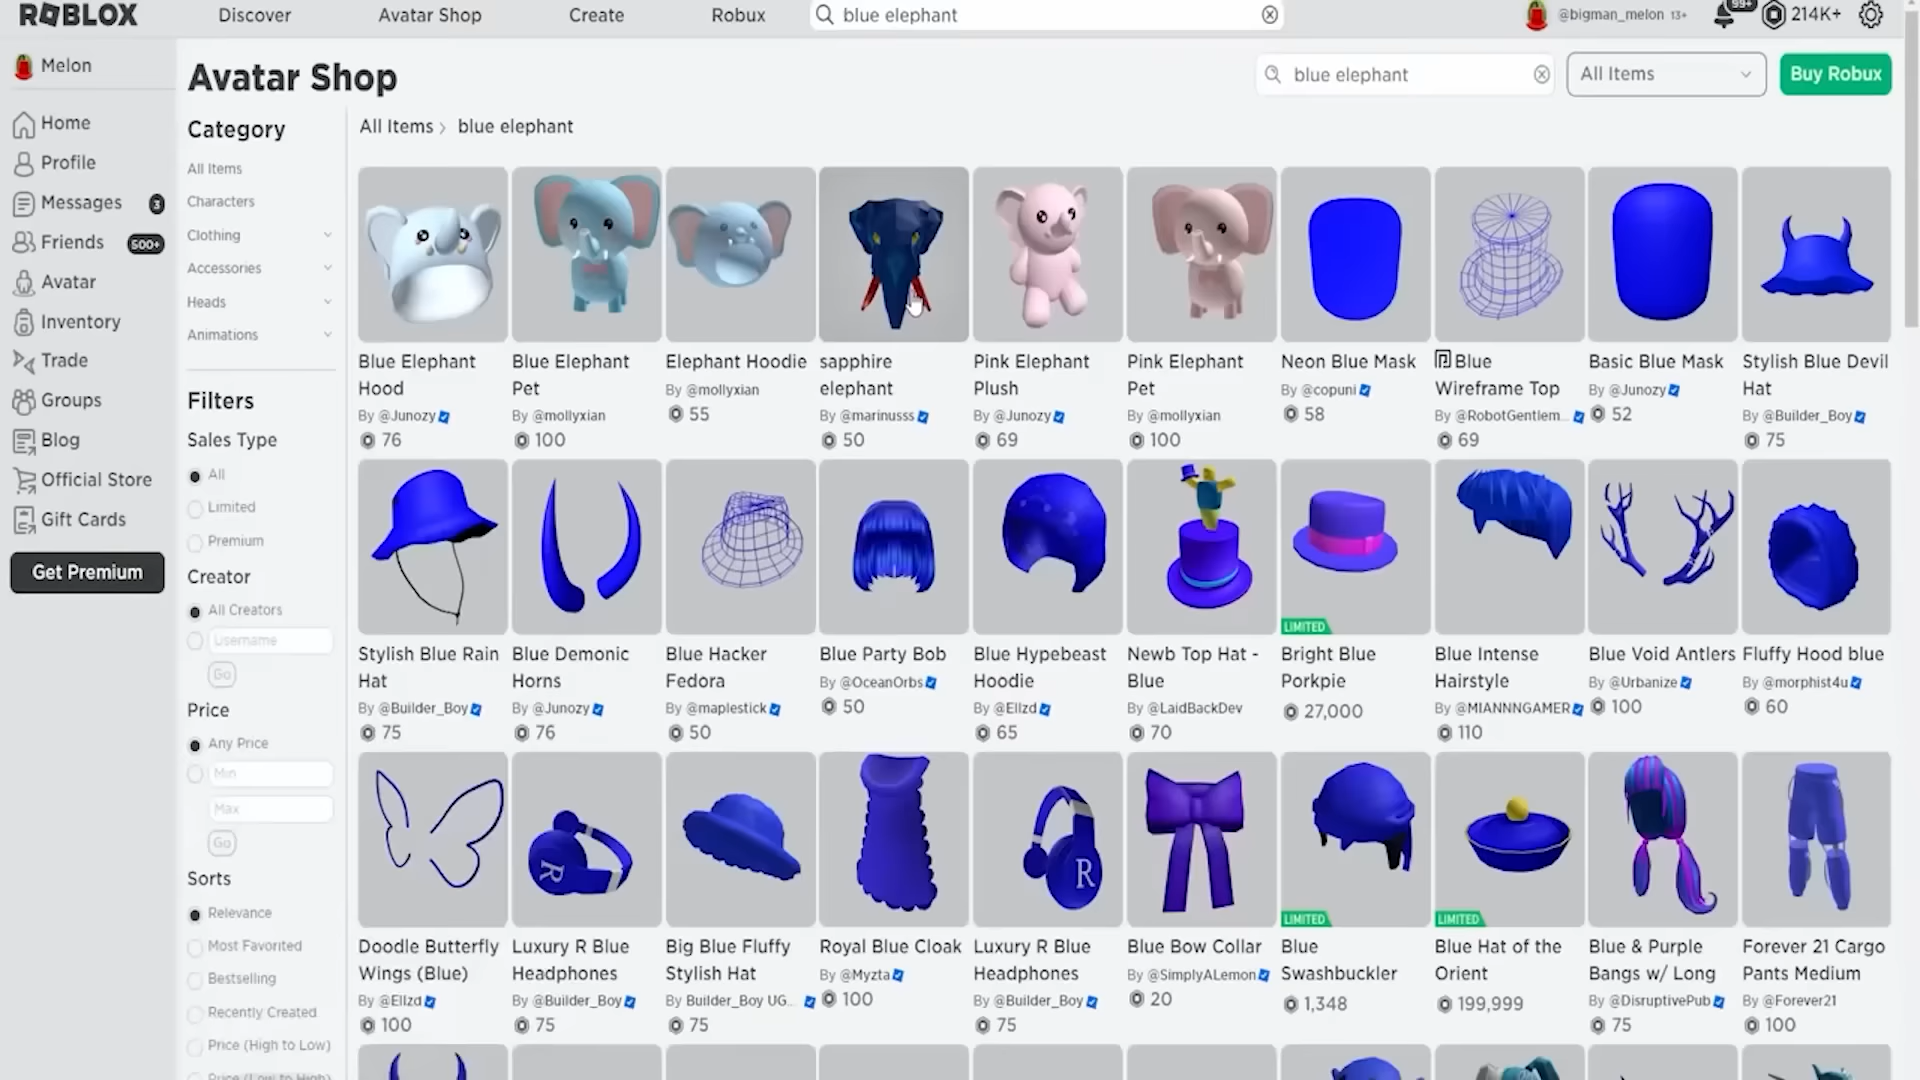 ROBLOX
Discover
Avatar Shop
Create
Robux
blue elephant
@bigman_melon 13+
99+
214K+
Melon
Home
Profile
Messages 3
Friends 500+
Avatar
Inventory
Trade
Groups
Blog
Official Store
Gift Cards
Get Premium
Avatar Shop
blue elephant
All Items
Buy Robux
Category
All Items
Characters
Clothing
Accessories
Heads
Animations
Filters
Sales Type
All
Limited
Premium
Creator
All Creators
Username
Go
Price
Any Price
Min
Max
Go
Sorts
Relevance
Most Favorited
Bestselling
Recently Created
Price (High to Low)
Price (Low to High)
All Items › blue elephant
Blue Elephant
Hood
By @Junozy
76
Blue Elephant
Pet
By @mollyxian
100
Elephant Hoodie
By @mollyxian
55
sapphire
elephant
By @marinusss
50
Pink Elephant
Plush
By @Junozy
69
Pink Elephant
Pet
By @mollyxian
100
Neon Blue Mask
By @copuni
58
Blue
Wireframe Top
By @RobotGentlem...
69
Basic Blue Mask
By @Junozy
52
Stylish Blue Devil
Hat
By @Builder_Boy
75
Stylish Blue Rain
Hat
By @Builder_Boy
75
Blue Demonic
Horns
By @Junozy
76
Blue Hacker
Fedora
By @maplestick
50
Blue Party Bob
By @OceanOrbs
50
Blue Hypebeast
Hoodie
By @Ellzd
65
Newb Top Hat -
Blue
By @LaidBackDev
70
LIMITED
Bright Blue
Porkpie
27,000
Blue Intense
Hairstyle
By @MIANNNGAMER
110
Blue Void Antlers
By @Urbanize
100
Fluffy Hood blue
By @morphist4u
60
Doodle Butterfly
Wings (Blue)
By @Ellzd
100
R
Luxury R Blue
Headphones
By @Builder_Boy
75
Big Blue Fluffy
Stylish Hat
By Builder_Boy UG...
75
Royal Blue Cloak
By @Myzta
100
R
Luxury R Blue
Headphones
By @Builder_Boy
75
Blue Bow Collar
By @SimplyALemon
20
LIMITED
Blue
Swashbuckler
1,348
LIMITED
Blue Hat of the
Orient
199,999
Blue & Purple
Bangs w/ Long
By @DisruptivePub
75
Forever 21 Cargo
Pants Medium
By @Forever21
100